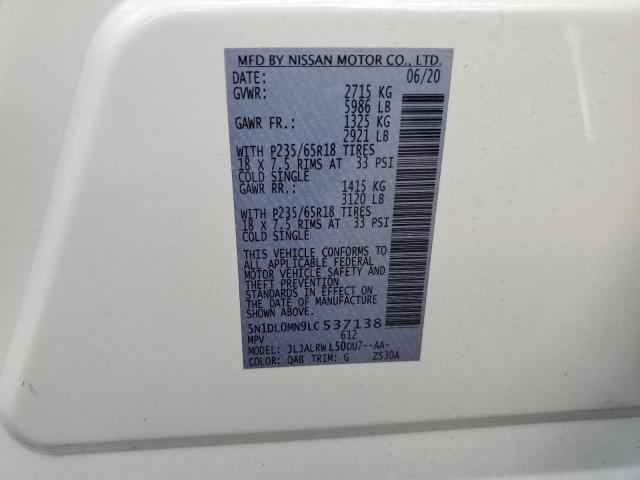 MFD BY NISSAN MOTOR CO., LTD.
DATE: 06/20
GVWR: 2715 KG
5986 LB
GAWR FR.: 1325 KG
2921 LB
WITH P235/65R18 TIRES
18 X 7.5 RIMS AT 33 PSI
COLD SINGLE
GAWR RR.: 1415 KG
3120 LB
WITH P235/65R18 TIRES
18 X 7.5 RIMS AT 33 PSI
COLD SINGLE
THIS VEHICLE CONFORMS TO
ALL APPLICABLE FEDERAL
MOTOR VEHICLE SAFETY AND
THEFT PREVENTION
STANDARDS IN EFFECT ON
THE DATE OF MANUFACTURE
SHOWN ABOVE.
5N1DL0MN9LC 537138
MPV 612
MODEL: JLJALRW L50DU7--AA-
COLOR: QAB TRIM: G ZS30A